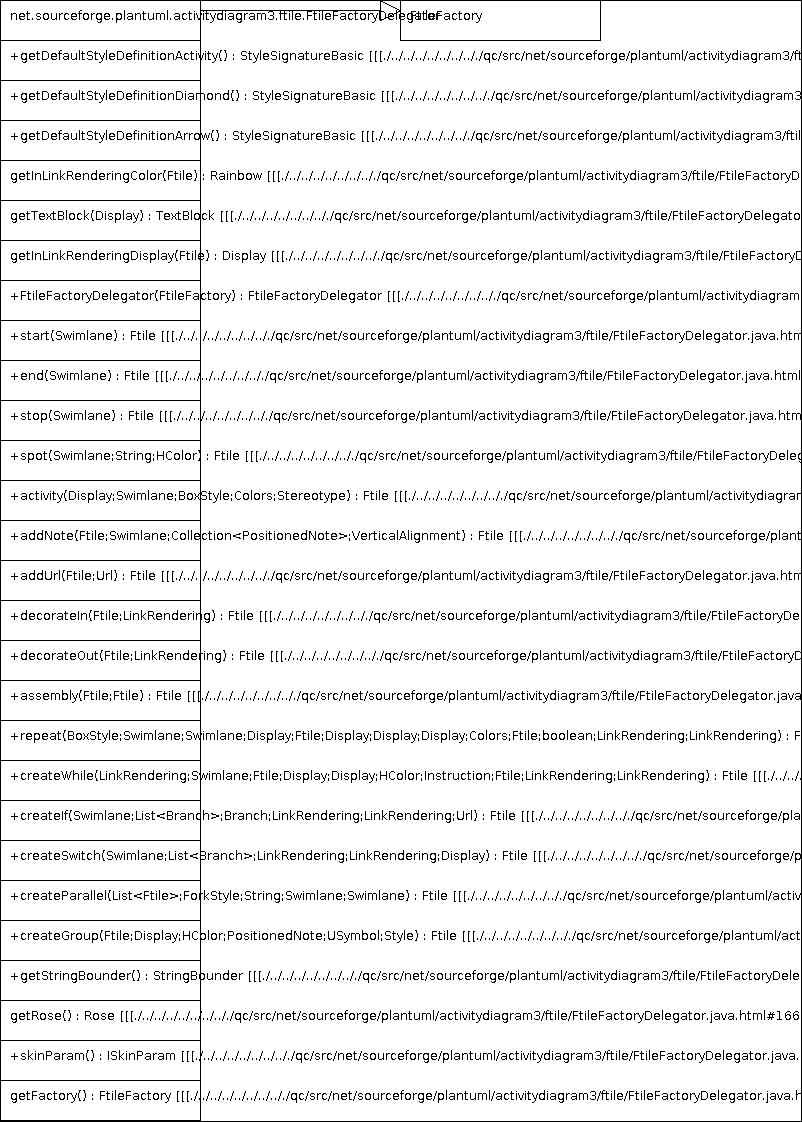 net.sourceforge.plantuml.activitydiagram3.ftile.FtileFactoryDelegator FtileFactory
+getDefaultStyleDefinitionActivity() : StyleSignatureBasic [[[./../../../../../../../qc/src/net/sourceforge/plantuml/activitydiagram3/ft
+getDefaultStyleDefinitionDiamond() : StyleSignatureBasic [[[./../../../../../../../qc/src/net/sourceforge/plantuml/activitydiagram3
+getDefaultStyleDefinitionArrow() : StyleSignatureBasic [[[./../../../../../../../qc/src/net/sourceforge/plantuml/activitydiagram3/ftil
getInLinkRenderingColor(Ftile) : Rainbow [[[./../../../../../../../qc/src/net/sourceforge/plantuml/activitydiagram3/ftile/FtileFactoryD
getTextBlock(Display) : TextBlock [[[./../../../../../../../qc/src/net/sourceforge/plantuml/activitydiagram3/ftile/FtileFactoryDelegato
getInLinkRenderingDisplay(Ftile) : Display [[[./../../../../../../../qc/src/net/sourceforge/plantuml/activitydiagram3/ftile/FtileFactoryD
+FtileFactoryDelegator(FtileFactory) : FtileFactoryDelegator [[[./../../../../../../../qc/src/net/sourceforge/plantuml/activitydiagram
+start(Swimlane) : Ftile [[[./../../../../../../../qc/src/net/sourceforge/plantuml/activitydiagram3/ftile/FtileFactoryDelegator.java.htm
+end(Swimlane) : Ftile [[[./../../../../../../../qc/src/net/sourceforge/plantuml/activitydiagram3/ftile/FtileFactoryDelegator.java.html
+stop(Swimlane) : Ftile [[[./../../../../../../../qc/src/net/sourceforge/plantuml/activitydiagram3/ftile/FtileFactoryDelegator.java.htm
+spot(Swimlane;String;HColor) : Ftile [[[./../../../../../../../qc/src/net/sourceforge/plantuml/activitydiagram3/ftile/FtileFactoryDeleg
+activity(Display;Swimlane;BoxStyle;Colors;Stereotype) : Ftile [[[./../../../../../../../qc/src/net/sourceforge/plantuml/activitydiagran
+addNote(Ftile;Swimlane;Collection<PositionedNote>;VerticalAlignment) : Ftile [[[./../../../../../../../qc/src/net/sourceforge/plant
+addUrl(Ftile;Url) : Ftile [[[./../../../../../../../qc/src/net/sourceforge/plantuml/activitydiagram3/ftile/FtileFactoryDelegator.java.htm
+decorateIn(Ftile;LinkRendering) : Ftile [[[./../../../../../../../qc/src/net/sourceforge/plantuml/activitydiagram3/ftile/FtileFactoryDe
+decorateOut(Ftile;LinkRendering) : Ftile [[[./../../../../../../../qc/src/net/sourceforge/plantuml/activitydiagram3/ftile/FtileFactoryD
+assembly(Ftile;Ftile) : Ftile [[[./../../../../../../../qc/src/net/sourceforge/plantuml/activitydiagram3/ftile/FtileFactoryDelegator.java
+repeat(BoxStyle;Swimlane;Swimlane;Display;Ftile;Display;Display;Display;Colors;Ftile;boolean;LinkRendering;LinkRendering) : F
+createWhile(LinkRendering;Swimlane;Ftile;Display;Display;HColor;Instruction;Ftile;LinkRendering;LinkRendering) : Ftile [[[./../.
+createIf(Swimlane;List<Branch>;Branch;LinkRendering;LinkRendering;Url) : Ftile [[[./../../../../../../../qc/src/net/sourceforge/pla
+createSwitch(Swimlane;List<Branch>;LinkRendering;LinkRendering;Display) : Ftile [[[./../../../../../../../qc/src/net/sourceforge/p
+createParallel(List<Ftile>;ForkStyle;String;Swimlane;Swimlane) : Ftile [[[./../../../../../../../qc/src/net/sourceforge/plantuml/activ
+createGroup(Ftile;Display;HColor;PositionedNote;USymbol;Style) : Ftile [[[./../../../../../../../qc/src/net/sourceforge/plantuml/act
+getStringBounder() : StringBounder [[[./../../../../../../../qc/src/net/sourceforge/plantuml/activitydiagram3/ftile/FtileFactoryDele
getRose() : Rose [[[./../../../../../../../qc/src/net/sourceforge/plantuml/activitydiagram3/ftile/FtileFactoryDelegator.java.html#166
+skinParam() : ISkinParam [[[./../../../../../../../qc/src/net/sourceforge/plantuml/activitydiagram3/ftile/FtileFactoryDelegator.java.
getFactory() : FtileFactory [[[./../../../../../../../qc/src/net/sourceforge/plantuml/activitydiagram3/ftile/FtileFactoryDelegator.java.h